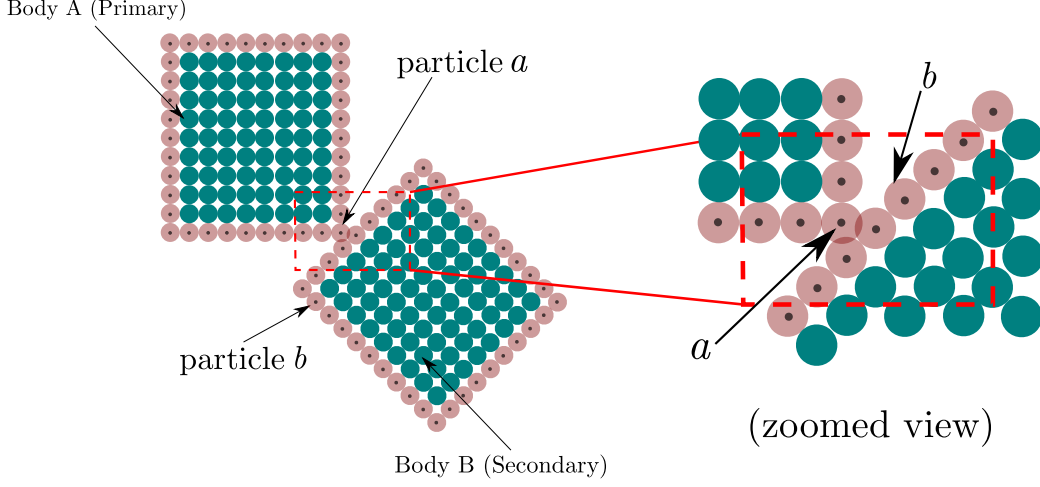 Body A (Primary)
particle a
b
a
particle b
(zoomed view)
Body B (Secondary)